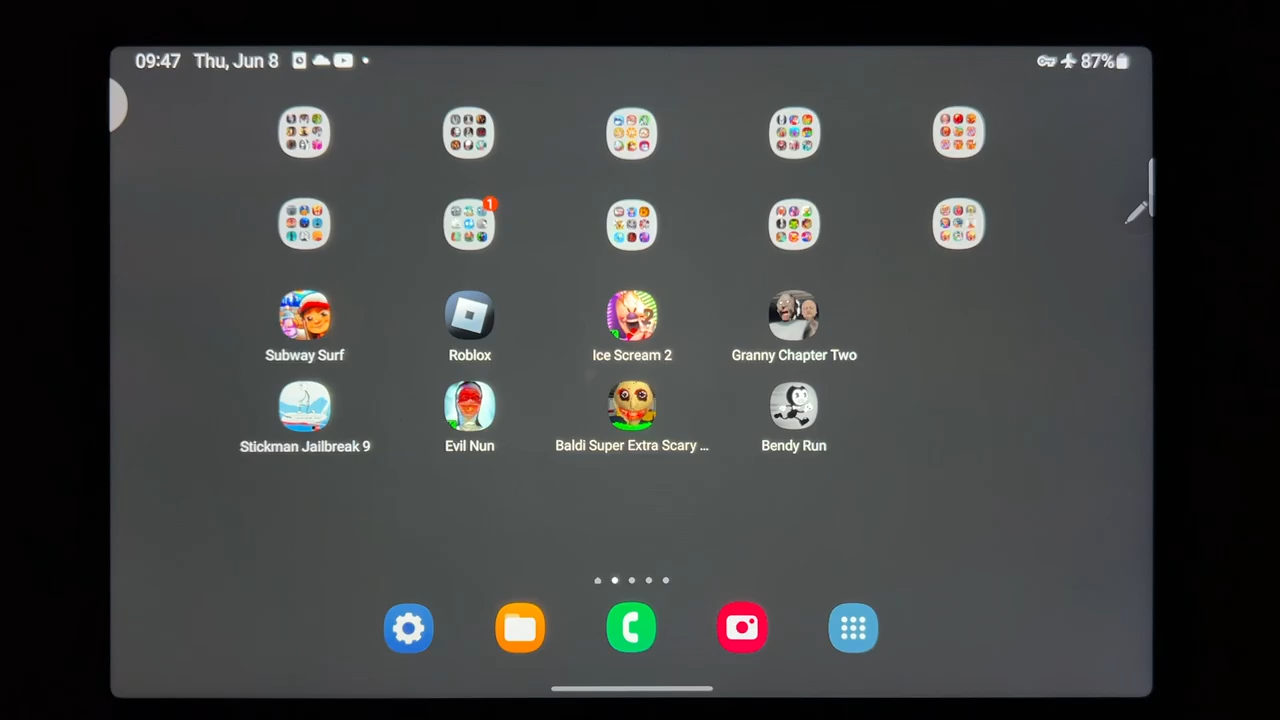 09:47 Thu, Jun 8 87%
1
Subway Surf Roblox Ice Scream 2 Granny Chapter Two
Stickman Jailbreak 9 Evil Nun Baldi Super Extra Scary ... Bendy Run